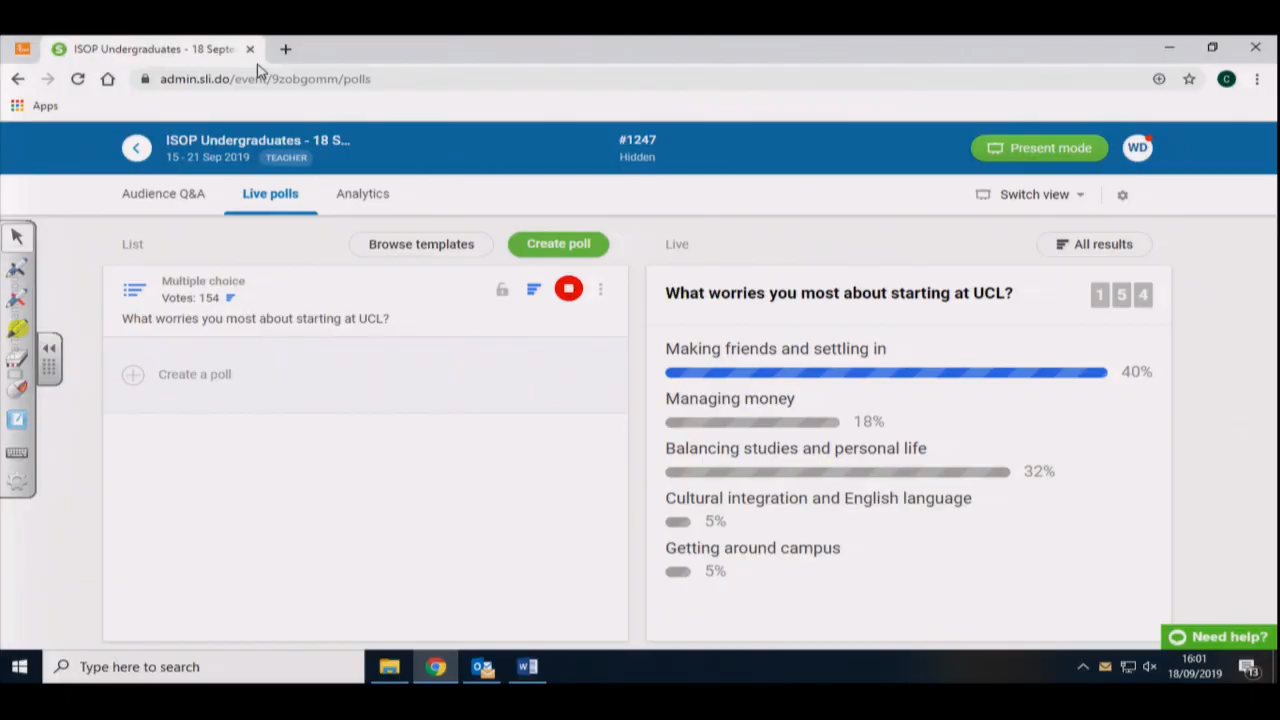 ISOP Undergraduates - 18 Septe
admin.sli.do/event/9zobgomm/polls
C
Apps
ISOP Undergraduates - 18 S...
15 - 21 Sep 2019 TEACHER
#1247
Hidden
Present mode
WD
Audience Q&A Live polls Analytics
Switch view
List Browse templates Create poll
Live All results
Multiple choice
Votes: 154
What worries you most about starting at UCL?
Create a poll
What worries you most about starting at UCL? 154
Making friends and settling in
40%
Managing money
18%
Balancing studies and personal life
32%
Cultural integration and English language
5%
Getting around campus
5%
Need help?
Type here to search
16:01
18/09/2019
13